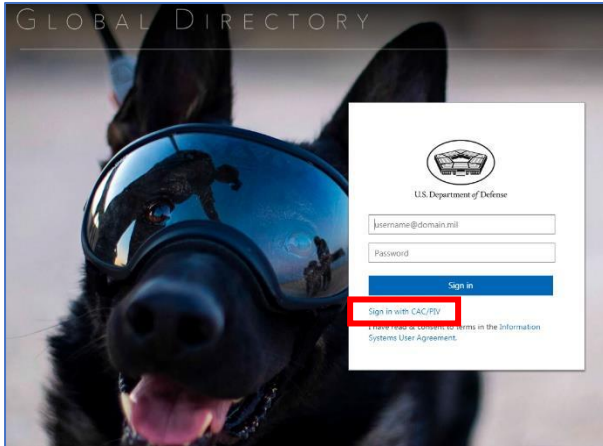 GLOBAL DIRECTORY
U.S. Department of Defense
username@domain.mil
Password
Sign in
Sign in with CAC/PIV
I have read & consent to terms in the Information
Systems User Agreement.